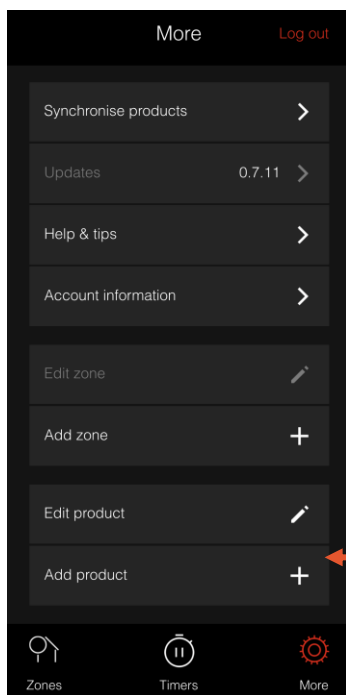 More Log out
Synchronise products
Updates 0.7.11
Help & tips
Account information
Edit zone
Add zone
Edit product
Add product
Zones Timers More